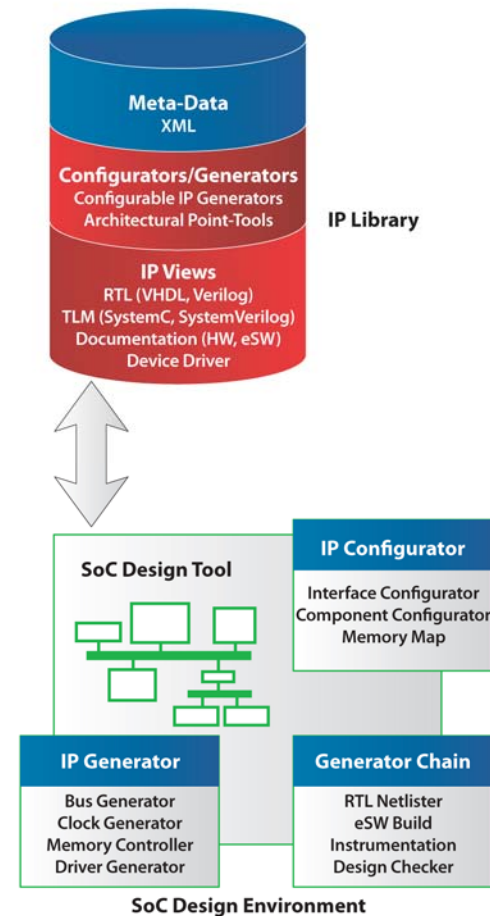 Meta-Data
XML
Configurators/Generators
Configurable IP Generators
Architectural Point-Tools
IP Library
IP Views
RTL (VHDL, Verilog)
TLM (SystemC, SystemVerilog)
Documentation (HW, eSW)
Device Driver
SoC Design Tool
IP Configurator
Interface Configurator
Component Configurator
Memory Map
IP Generator
Bus Generator
Clock Generator
Memory Controller
Driver Generator
Generator Chain
RTL Netlister
eSW Build
Instrumentation
Design Checker
SoC Design Environment